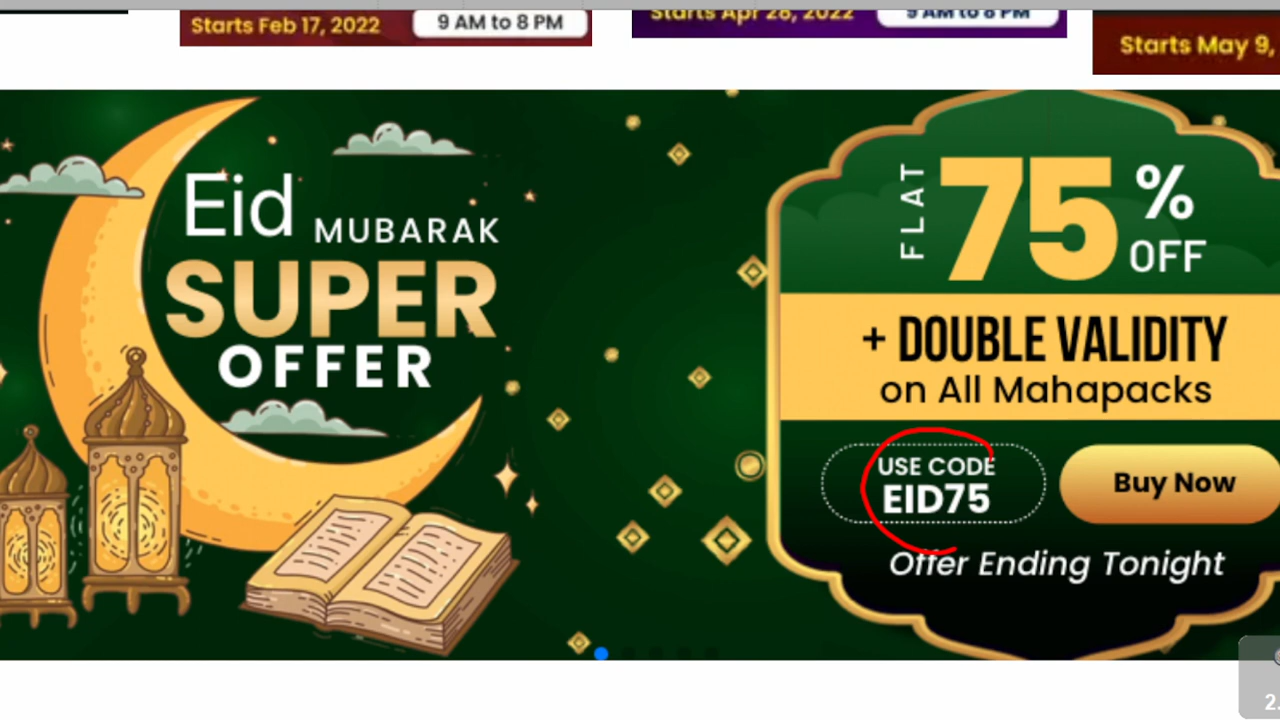 Starts Feb 17, 2022
9 AM to 8 PM
Starts Apr 28, 2022
9 AM to 8 PM
Starts May 9,
Eid MUBARAK
SUPER
OFFER
FLAT 75% OFF
+ DOUBLE VALIDITY
on All Mahapacks
USE CODE
EID75
Buy Now
Offer Ending Tonight
2.